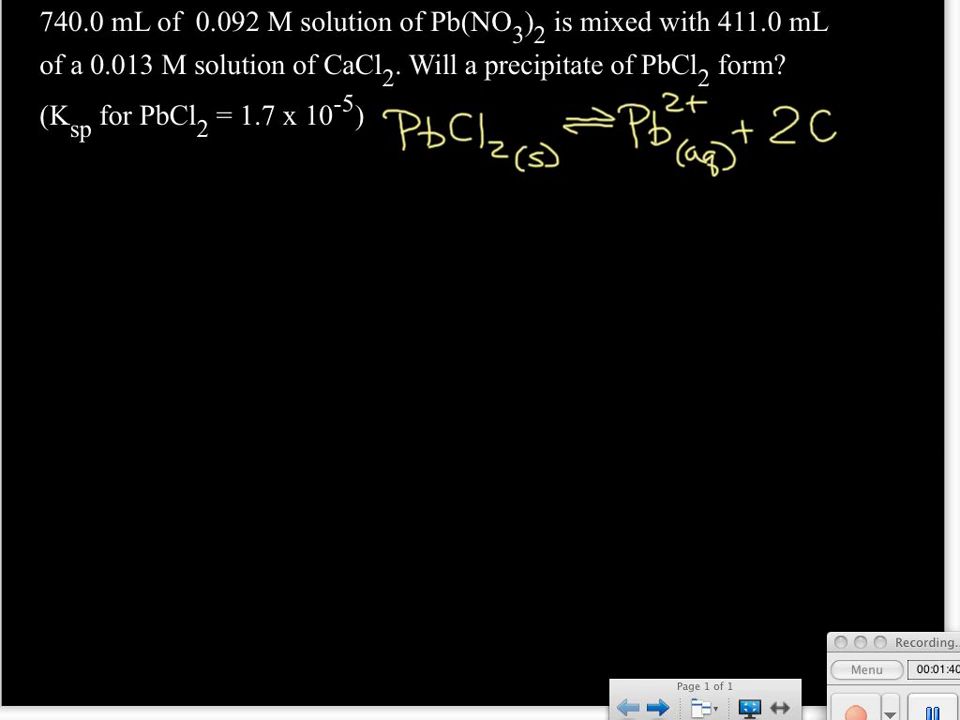 740.0 mL of 0.092 M solution of Pb(NO₃)₂ is mixed with 411.0 mL
of a 0.013 M solution of CaCl₂. Will a precipitate of PbCl₂ form?
(Ksp for PbCl₂ = 1.7 x 10⁻⁵) PbCl₂(s) ⇌ Pb²⁺(aq) + 2C
Recording..
Menu 00:01:40
Page 1 of 1